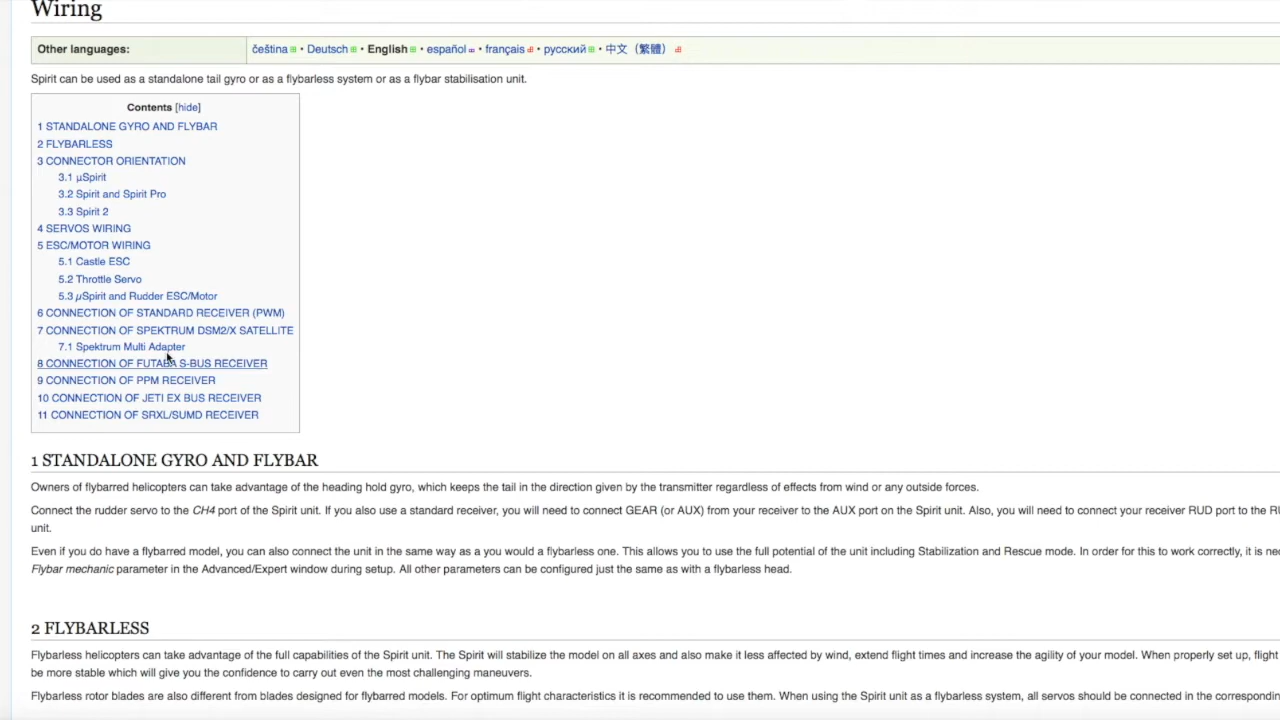 Wiring
Other languages: čeština • Deutsch • English • español • français • русский • 中文（繁體）
Spirit can be used as a standalone tail gyro or as a flybarless system or as a flybar stabilisation unit.
Contents [hide]
1 STANDALONE GYRO AND FLYBAR
2 FLYBARLESS
3 CONNECTOR ORIENTATION
3.1 µSpirit
3.2 Spirit and Spirit Pro
3.3 Spirit 2
4 SERVOS WIRING
5 ESC/MOTOR WIRING
5.1 Castle ESC
5.2 Throttle Servo
5.3 µSpirit and Rudder ESC/Motor
6 CONNECTION OF STANDARD RECEIVER (PWM)
7 CONNECTION OF SPEKTRUM DSM2/X SATELLITE
7.1 Spektrum Multi Adapter
8 CONNECTION OF FUTABA S-BUS RECEIVER
9 CONNECTION OF PPM RECEIVER
10 CONNECTION OF JETI EX BUS RECEIVER
11 CONNECTION OF SRXL/SUMD RECEIVER
1 STANDALONE GYRO AND FLYBAR
Owners of flybarred helicopters can take advantage of the heading hold gyro, which keeps the tail in the direction given by the transmitter regardless of effects from wind or any outside forces.
Connect the rudder servo to the CH4 port of the Spirit unit. If you also use a standard receiver, you will need to connect GEAR (or AUX) from your receiver to the AUX port on the Spirit unit. Also, you will need to connect your receiver RUD port to the
unit.
Even if you do have a flybarred model, you can also connect the unit in the same way as a you would a flybarless one. This allows you to use the full potential of the unit including Stabilization and Rescue mode. In order for this to work correctly, it is
Flybar mechanic parameter in the Advanced/Expert window during setup. All other parameters can be configured just the same as with a flybarless head.
2 FLYBARLESS
Flybarless helicopters can take advantage of the full capabilities of the Spirit unit. The Spirit will stabilize the model on all axes and also make it less affected by wind, extend flight times and increase the agility of your model. When properly set up, flight
be more stable which will give you the confidence to carry out even the most challenging maneuvers.
Flybarless rotor blades are also different from blades designed for flybarred models. For optimum flight characteristics it is recommended to use them. When using the Spirit unit as a flybarless system, all servos should be connected in the